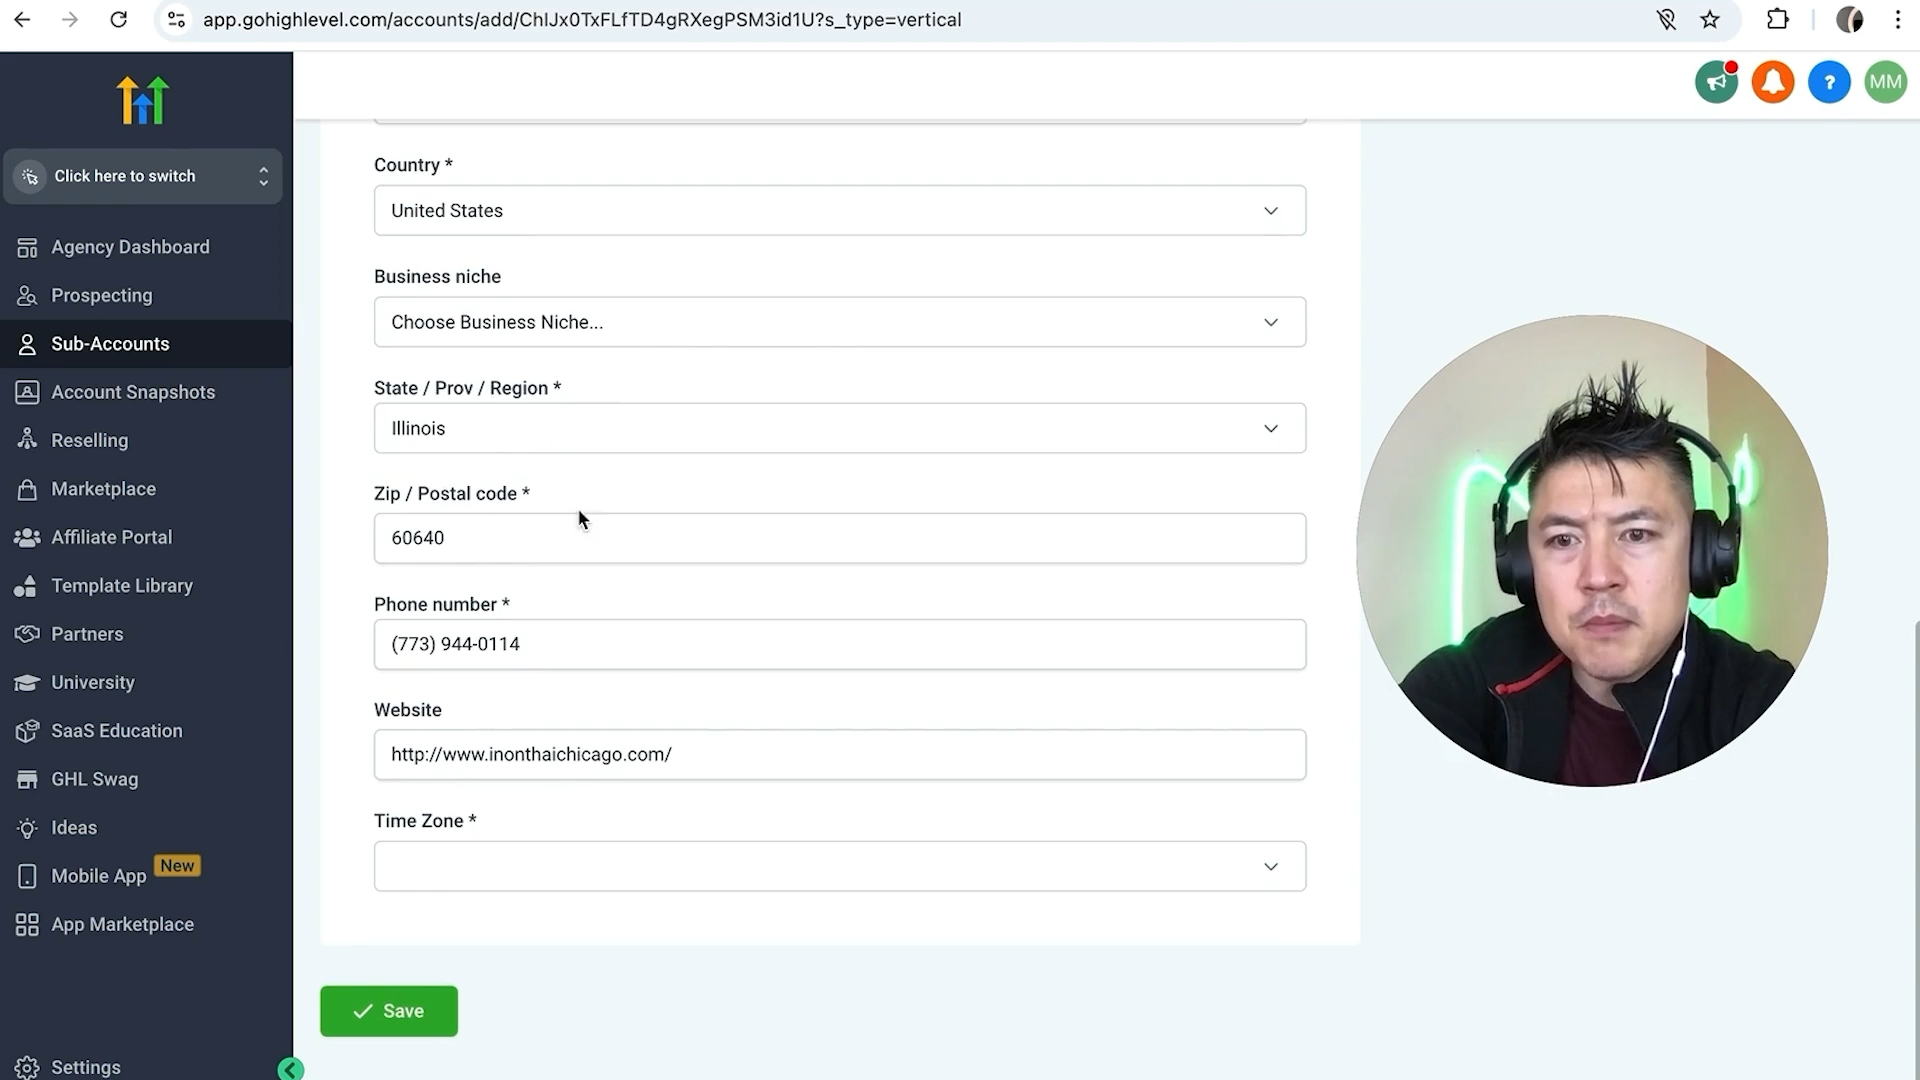 app.gohighlevel.com/accounts/add/ChIJx0TxFLfTD4gRXegPSM3id1U?s_type=vertical
MM
Click here to switch
Agency Dashboard
Prospecting
Sub-Accounts
Account Snapshots
Reselling
Marketplace
Affiliate Portal
Template Library
Partners
University
SaaS Education
GHL Swag
Ideas
Mobile App New
App Marketplace
Settings
Country *
United States
Business niche
Choose Business Niche...
State / Prov / Region *
Illinois
Zip / Postal code *
60640
Phone number *
(773) 944-0114
Website
http://www.inonthaichicago.com/
Time Zone *
Save